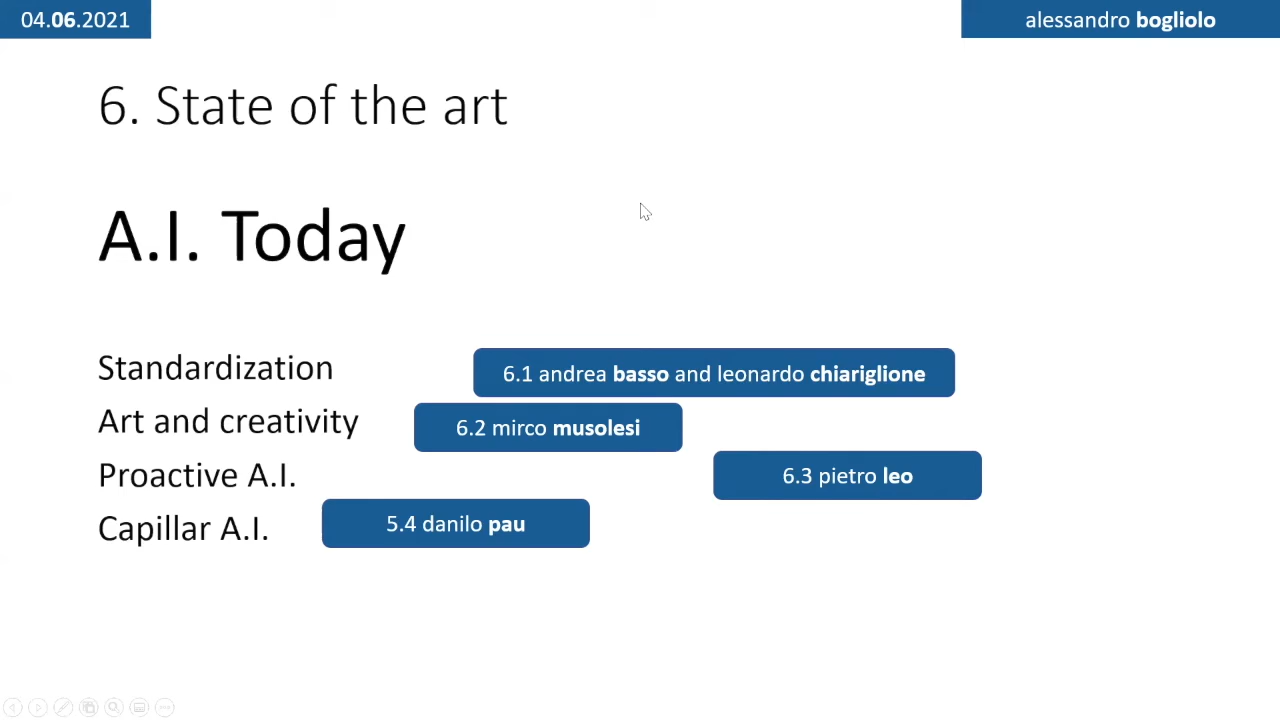 04.06.2021
alessandro bogliolo
6. State of the art
A.I. Today
Standardization
6.1 andrea basso and leonardo chiariglione
Art and creativity
6.2 mirco musolesi
Proactive A.I.
6.3 pietro leo
Capillar A.I.
5.4 danilo pau